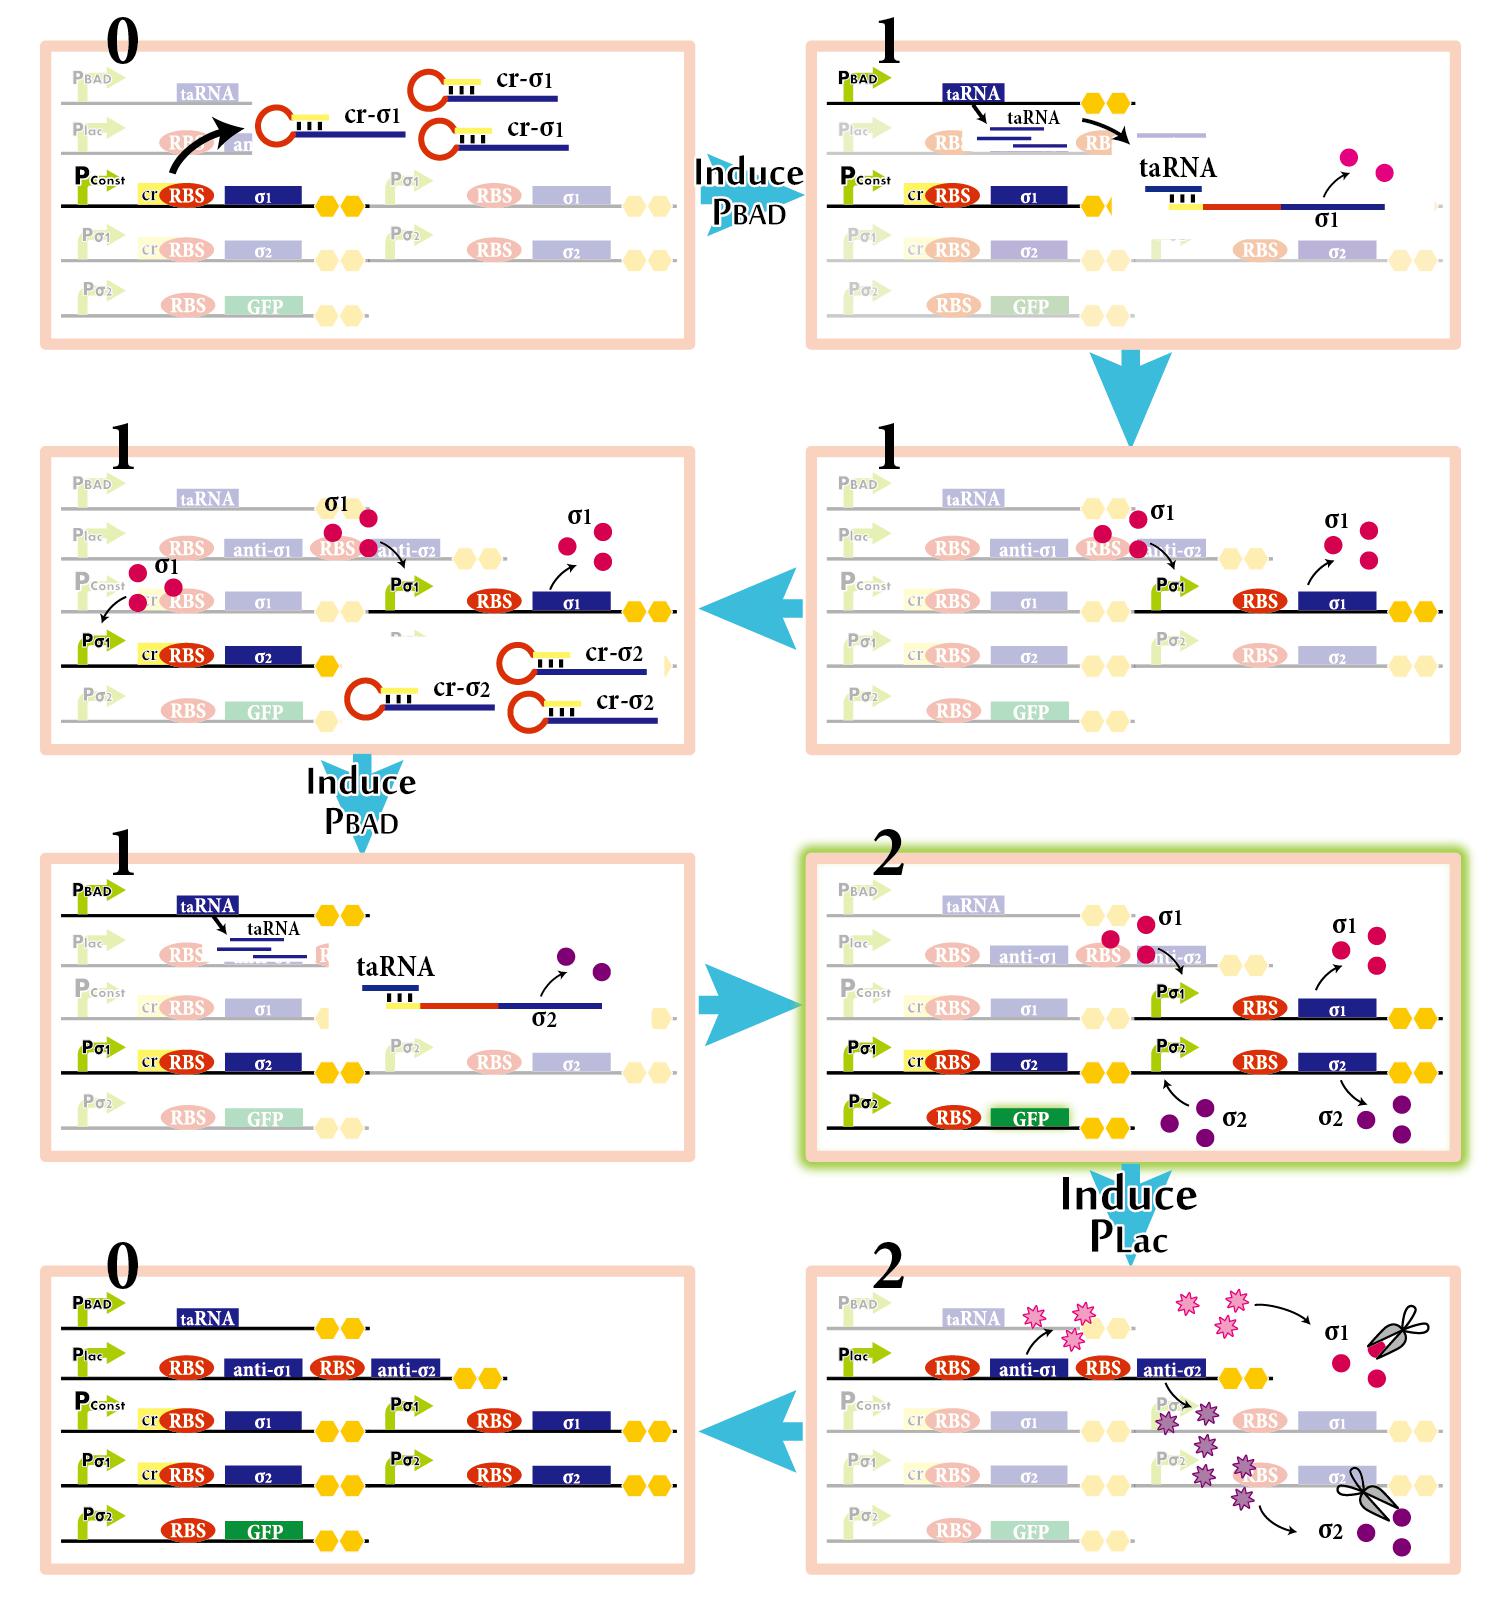 0
PBAD
taRNA
cr-σ1
cr-σ1
cr-σ1
Plac
RBS
an
PConst
cr RBS σ1
Pσ1
RBS σ1
Pσ1
cr RBS σ2
Pσ2
RBS σ2
Pσ2
RBS GFP
Induce
PBAD
1
PBAD
taRNA
taRNA
Plac
RB
RB
taRNA
PConst
cr RBS σ1
σ1
Pσ1
cr RBS σ2
RBS σ2
Pσ2
RBS GFP
1
PBAD
taRNA
σ1
σ1
Plac
RBS anti-σ1 RBS anti-σ2
σ1
PConst
cr RBS σ1
Pσ1
RBS σ1
Pσ1
cr RBS σ2
cr-σ2
cr-σ2
cr-σ2
Pσ2
RBS GFP
1
PBAD
taRNA
σ1
σ1
Plac
RBS anti-σ1 RBS anti-σ2
PConst
cr RBS σ1
Pσ1
RBS σ1
Pσ1
cr RBS σ2
Pσ2
RBS σ2
Pσ2
RBS GFP
Induce
PBAD
1
PBAD
taRNA
taRNA
Plac
RBS
R
taRNA
PConst
cr RBS σ1
σ2
Pσ1
cr RBS σ2
Pσ2
RBS σ2
Pσ2
RBS GFP
2
PBAD
taRNA
σ1
σ1
Plac
RBS anti-σ1 RBS anti-σ2
PConst
cr RBS σ1
Pσ1
RBS σ1
Pσ1
cr RBS σ2
Pσ2
RBS σ2
Pσ2
RBS GFP
σ2
σ2
Induce
PLac
0
PBAD
taRNA
Plac
RBS anti-σ1 RBS anti-σ2
PConst
cr RBS σ1
Pσ1
RBS σ1
Pσ1
cr RBS σ2
Pσ2
RBS σ2
Pσ2
RBS GFP
2
PBAD
taRNA
σ1
Plac
RBS anti-σ1 RBS anti-σ2
PConst
cr RBS σ1
Pσ1
RBS σ1
Pσ1
cr RBS σ2
Pσ2
RBS σ2
Pσ2
RBS GFP
σ2